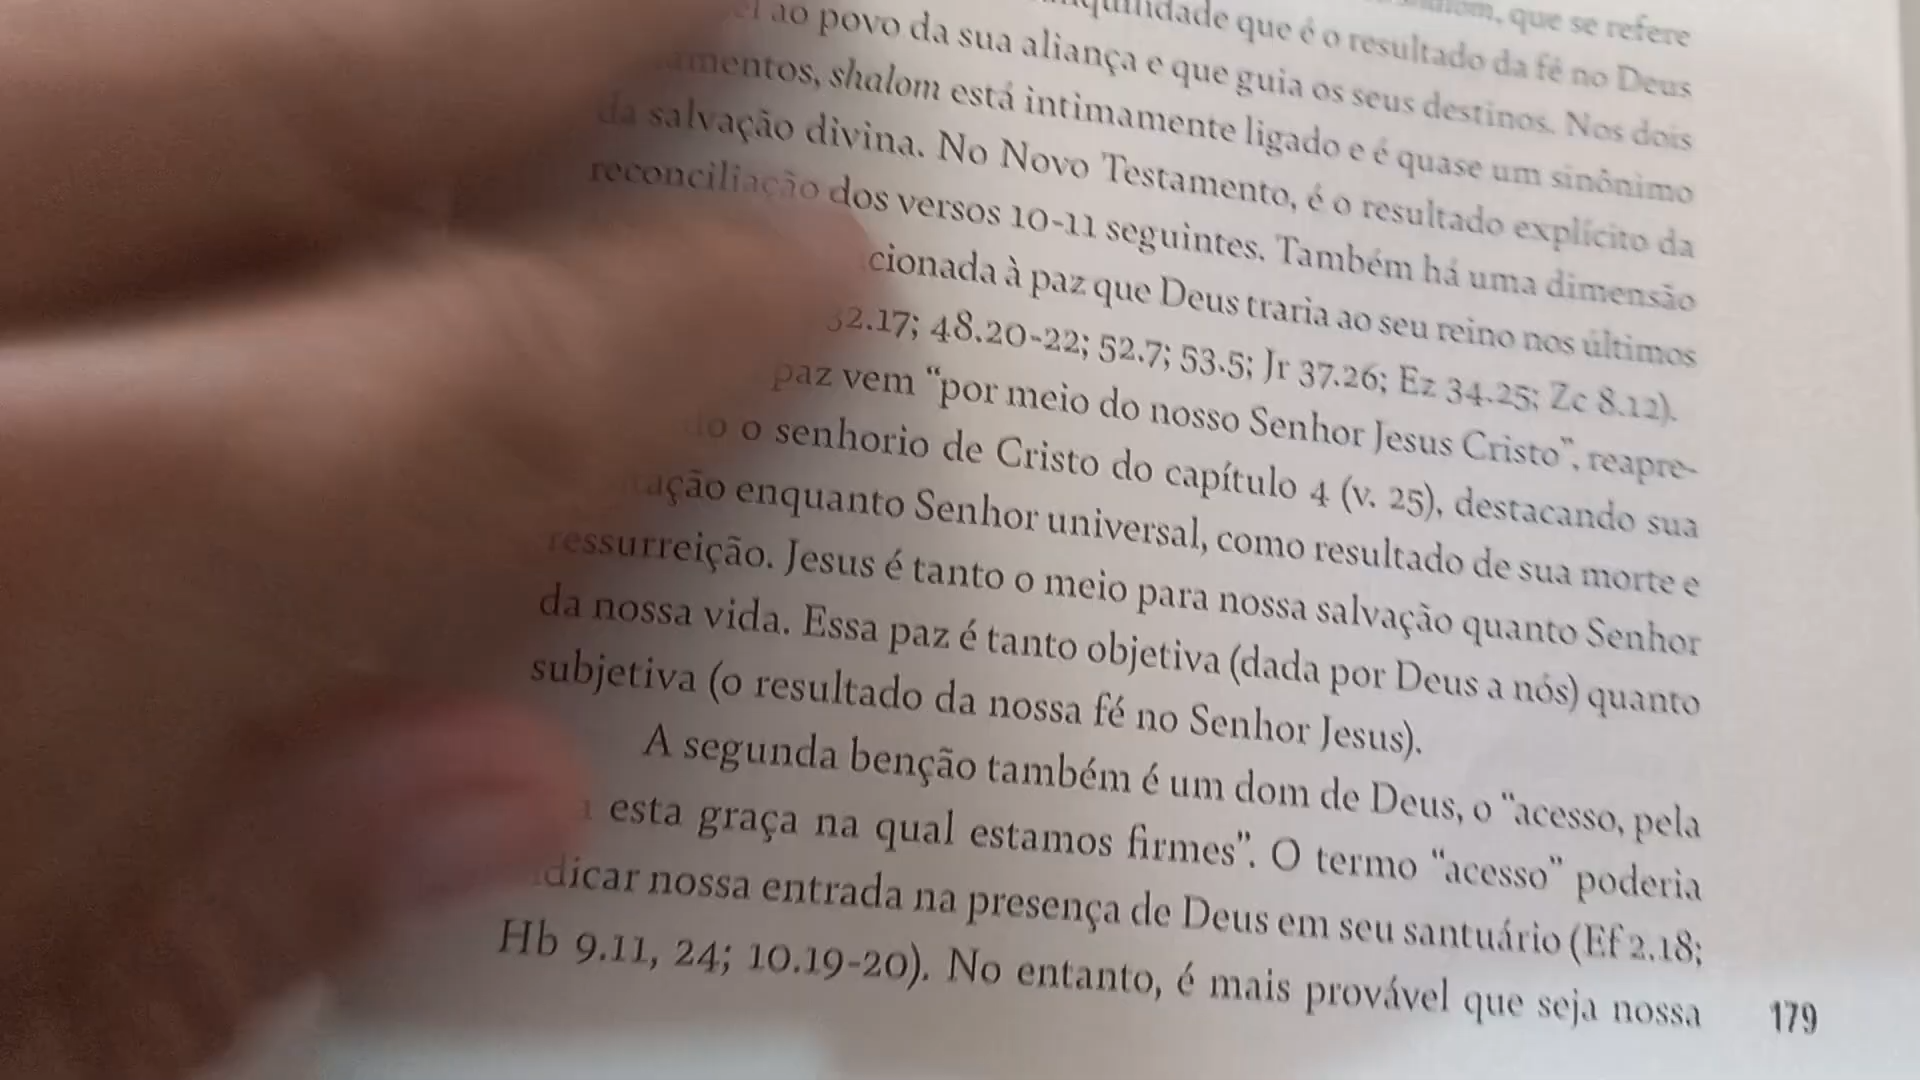 que se refere
que é o resultado da fé no Deus
ao povo da sua aliança e que guia os seus destinos. Nos dois
shalom está intimamente ligado e é quase um sinônimo
da salvação divina. No Novo Testamento, é o resultado explícito da
reconciliação dos versos 10-11 seguintes. Também há uma dimensão
à paz que Deus traria ao seu reino nos últimos
48.20-22; 52.7; 53.5; Jr 37.26; Ez 34.25; Zc 8.12).
paz vem “por meio do nosso Senhor Jesus Cristo”, reapre-
o senhorio de Cristo do capítulo 4 (v. 25), destacando sua
enquanto Senhor universal, como resultado de sua morte e
ressurreição. Jesus é tanto o meio para nossa salvação quanto Senhor
da nossa vida. Essa paz é tanto objetiva (dada por Deus a nós) quanto
subjetiva (o resultado da nossa fé no Senhor Jesus).
A segunda benção também é um dom de Deus, o “acesso, pela
esta graça na qual estamos firmes”. O termo “acesso” poderia
nossa entrada na presença de Deus em seu santuário (Ef 2.18;
Hb 9.11, 24; 10.19-20). No entanto, é mais provável que seja nossa
179